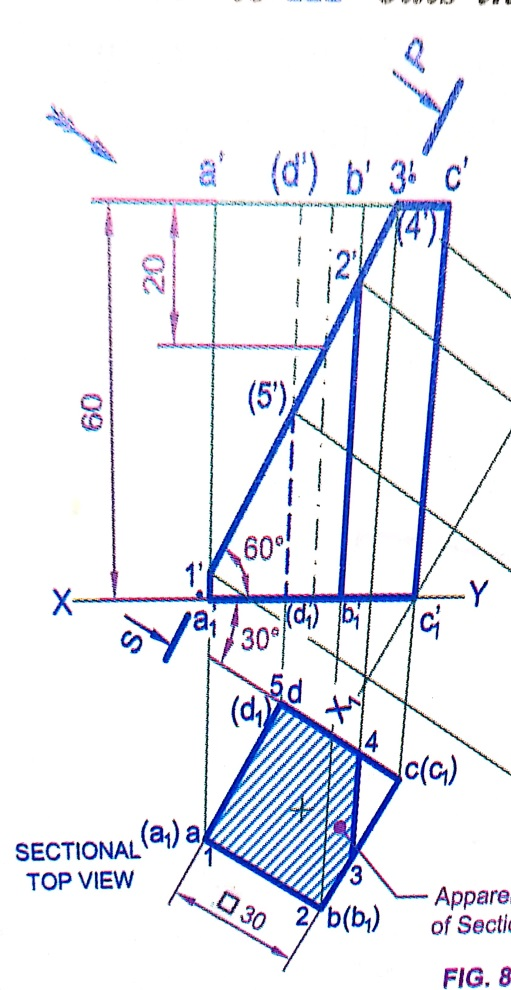 P
a' (d') b' 3' c'
(4')
2'
20
(5')
60
60°
1'
X Y
a₁' (d₁) b₁' c₁'
S
30°
5 d
(d₁)
X₁
4
c(c₁)
(a₁) a
1
SECTIONAL
TOP VIEW
3
□ 30
2 b(b₁)
Appare
of Secti
FIG. 8